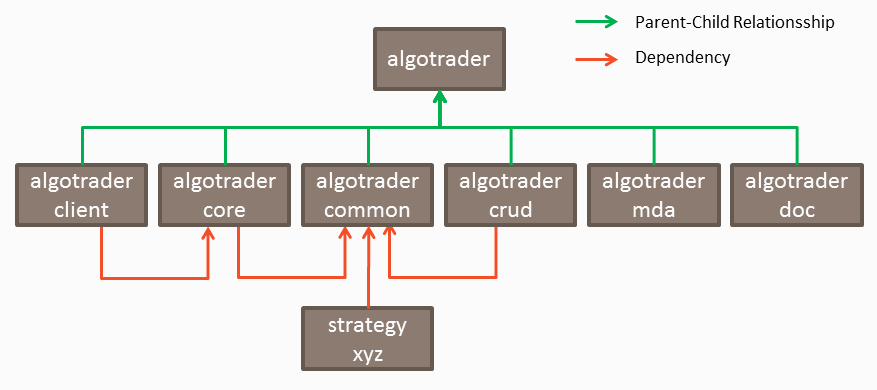 Parent-Child Relationsship
Dependency
algotrader
algotrader
client
algotrader
core
algotrader
common
algotrader
crud
algotrader
mda
algotrader
doc
strategy
xyz